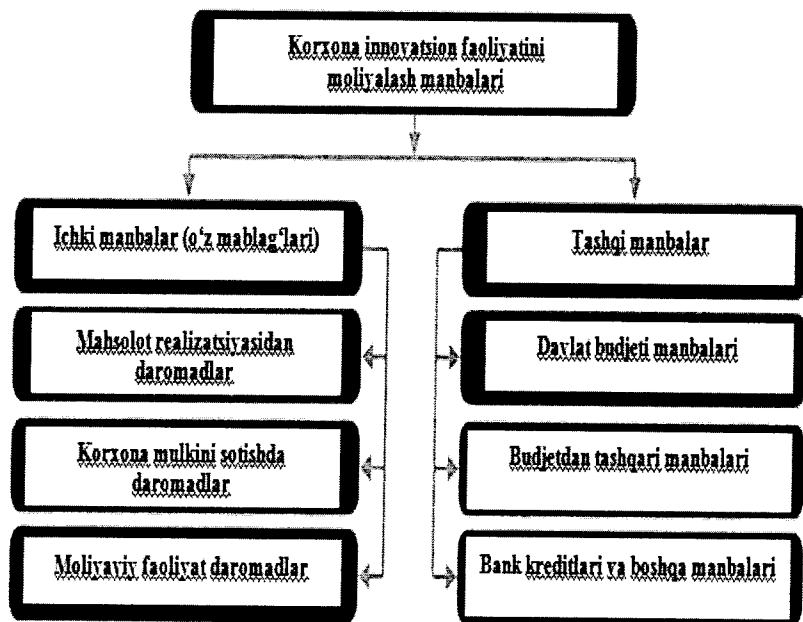 Korxona innovatsion faoliyatini
moliyalash manbalari
Ichki manbalar (o‘z mablag‘lari)
Tashqi manbalar
Mahsolot realizatsiyasidan
daromadlar
Davlat budjeti manbalari
Korxona mulkini sotishda
daromadlar
Budjetdan tashqari manbalari
Moliyaviy faoliyat daromadlar
Bank kreditlari va boshqa manbalari